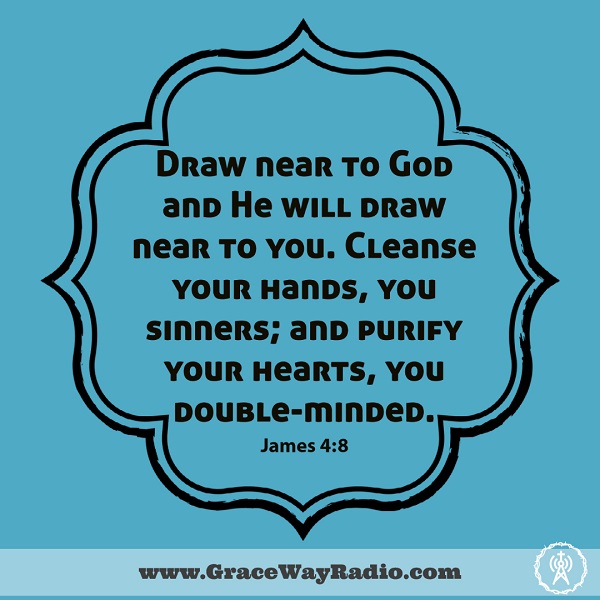 Draw near to God
and He will draw
near to you. Cleanse
your hands, you
sinners; and purify
your hearts, you
double-minded.
James 4:8
www.GraceWayRadio.com